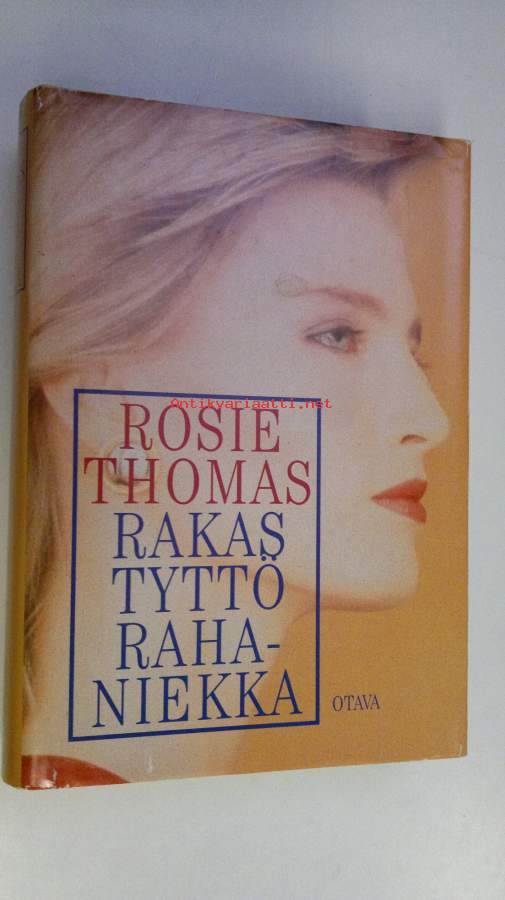 Antikvariaatti.net
ROSIE
THOMAS
RAKAS
TYTTÖ
RAHA-
NIEKKA
OTAVA